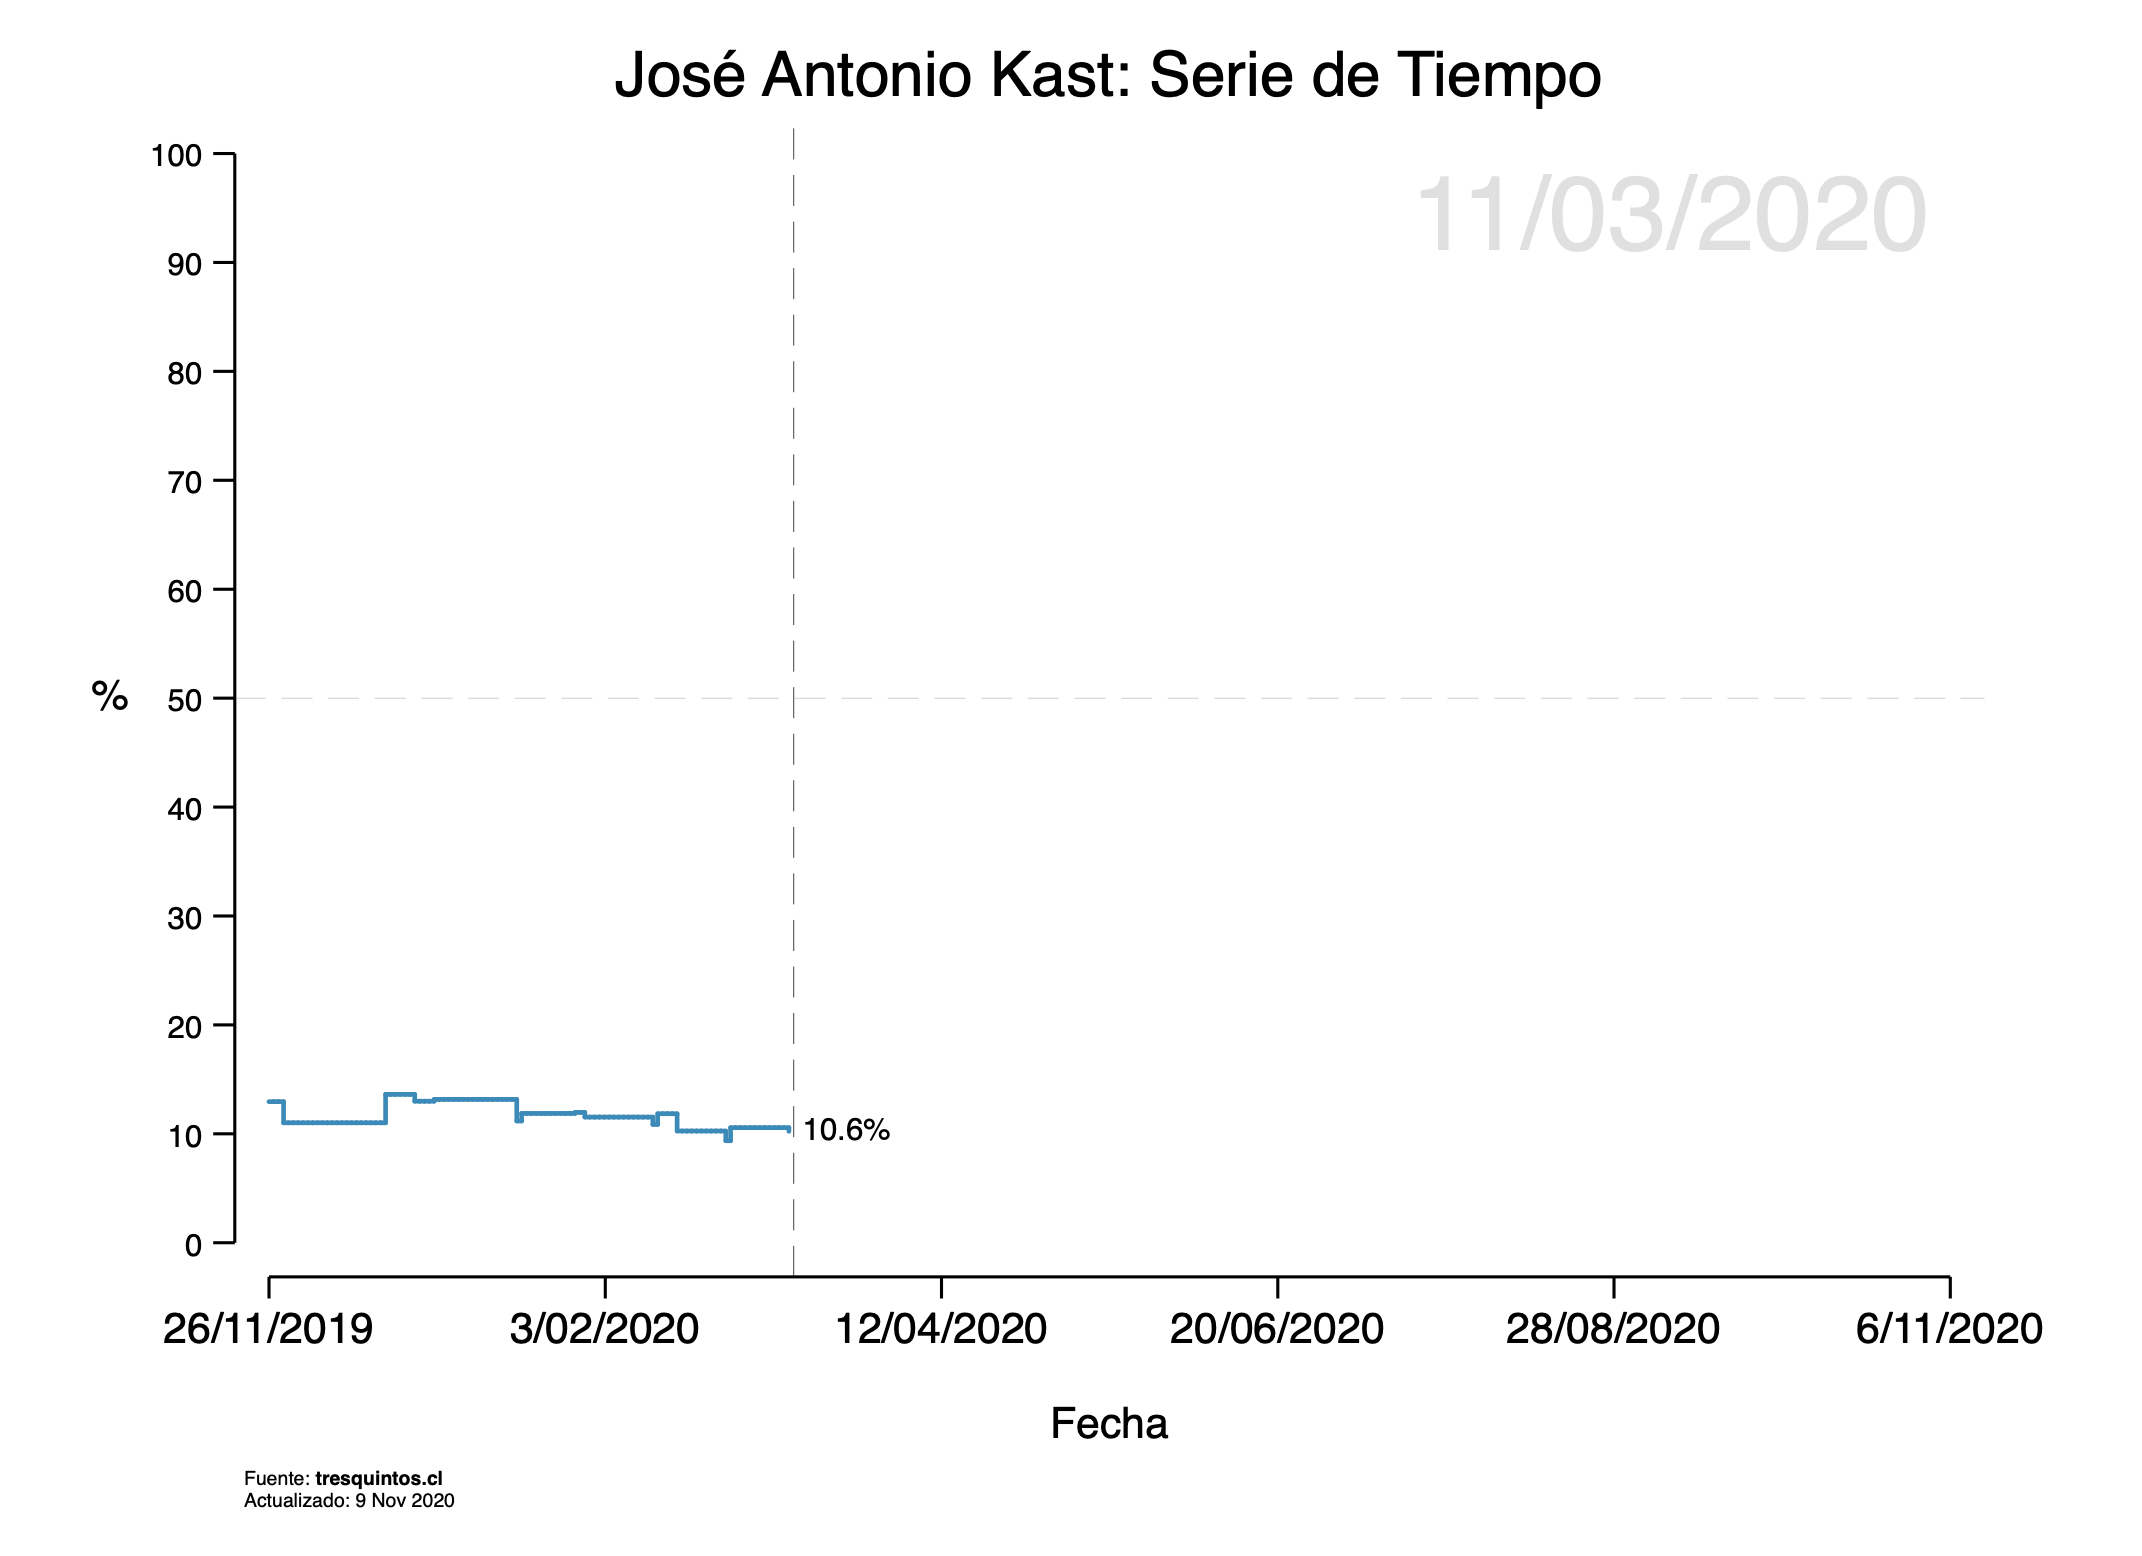 José Antonio Kast: Serie de Tiempo
11/03/2020
100
90
80
70
60
% 50
40
30
20
10
0
10.6%
26/11/2019 3/02/2020 12/04/2020 20/06/2020 28/08/2020 6/11/2020
Fecha
Fuente: tresquintos.cl
Actualizado: 9 Nov 2020